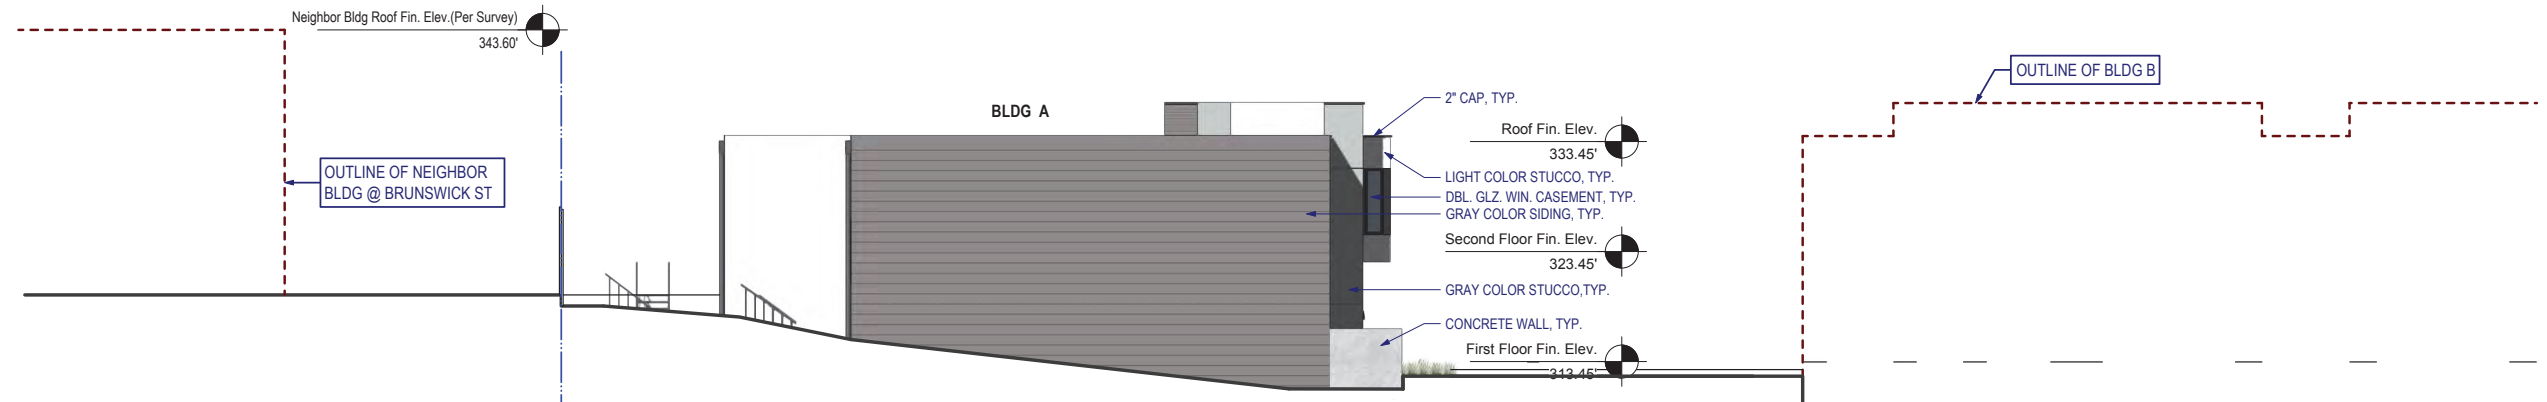 Neighbor Bldg Roof Fin. Elev.(Per Survey)
343.60'
OUTLINE OF NEIGHBOR
BLDG @ BRUNSWICK ST
BLDG A
2" CAP, TYP.
Roof Fin. Elev.
333.45'
LIGHT COLOR STUCCO, TYP.
DBL. GLZ. WIN. CASEMENT, TYP.
GRAY COLOR SIDING, TYP.
Second Floor Fin. Elev.
323.45'
GRAY COLOR STUCCO,TYP.
CONCRETE WALL, TYP.
First Floor Fin. Elev.
313.45'
OUTLINE OF BLDG B